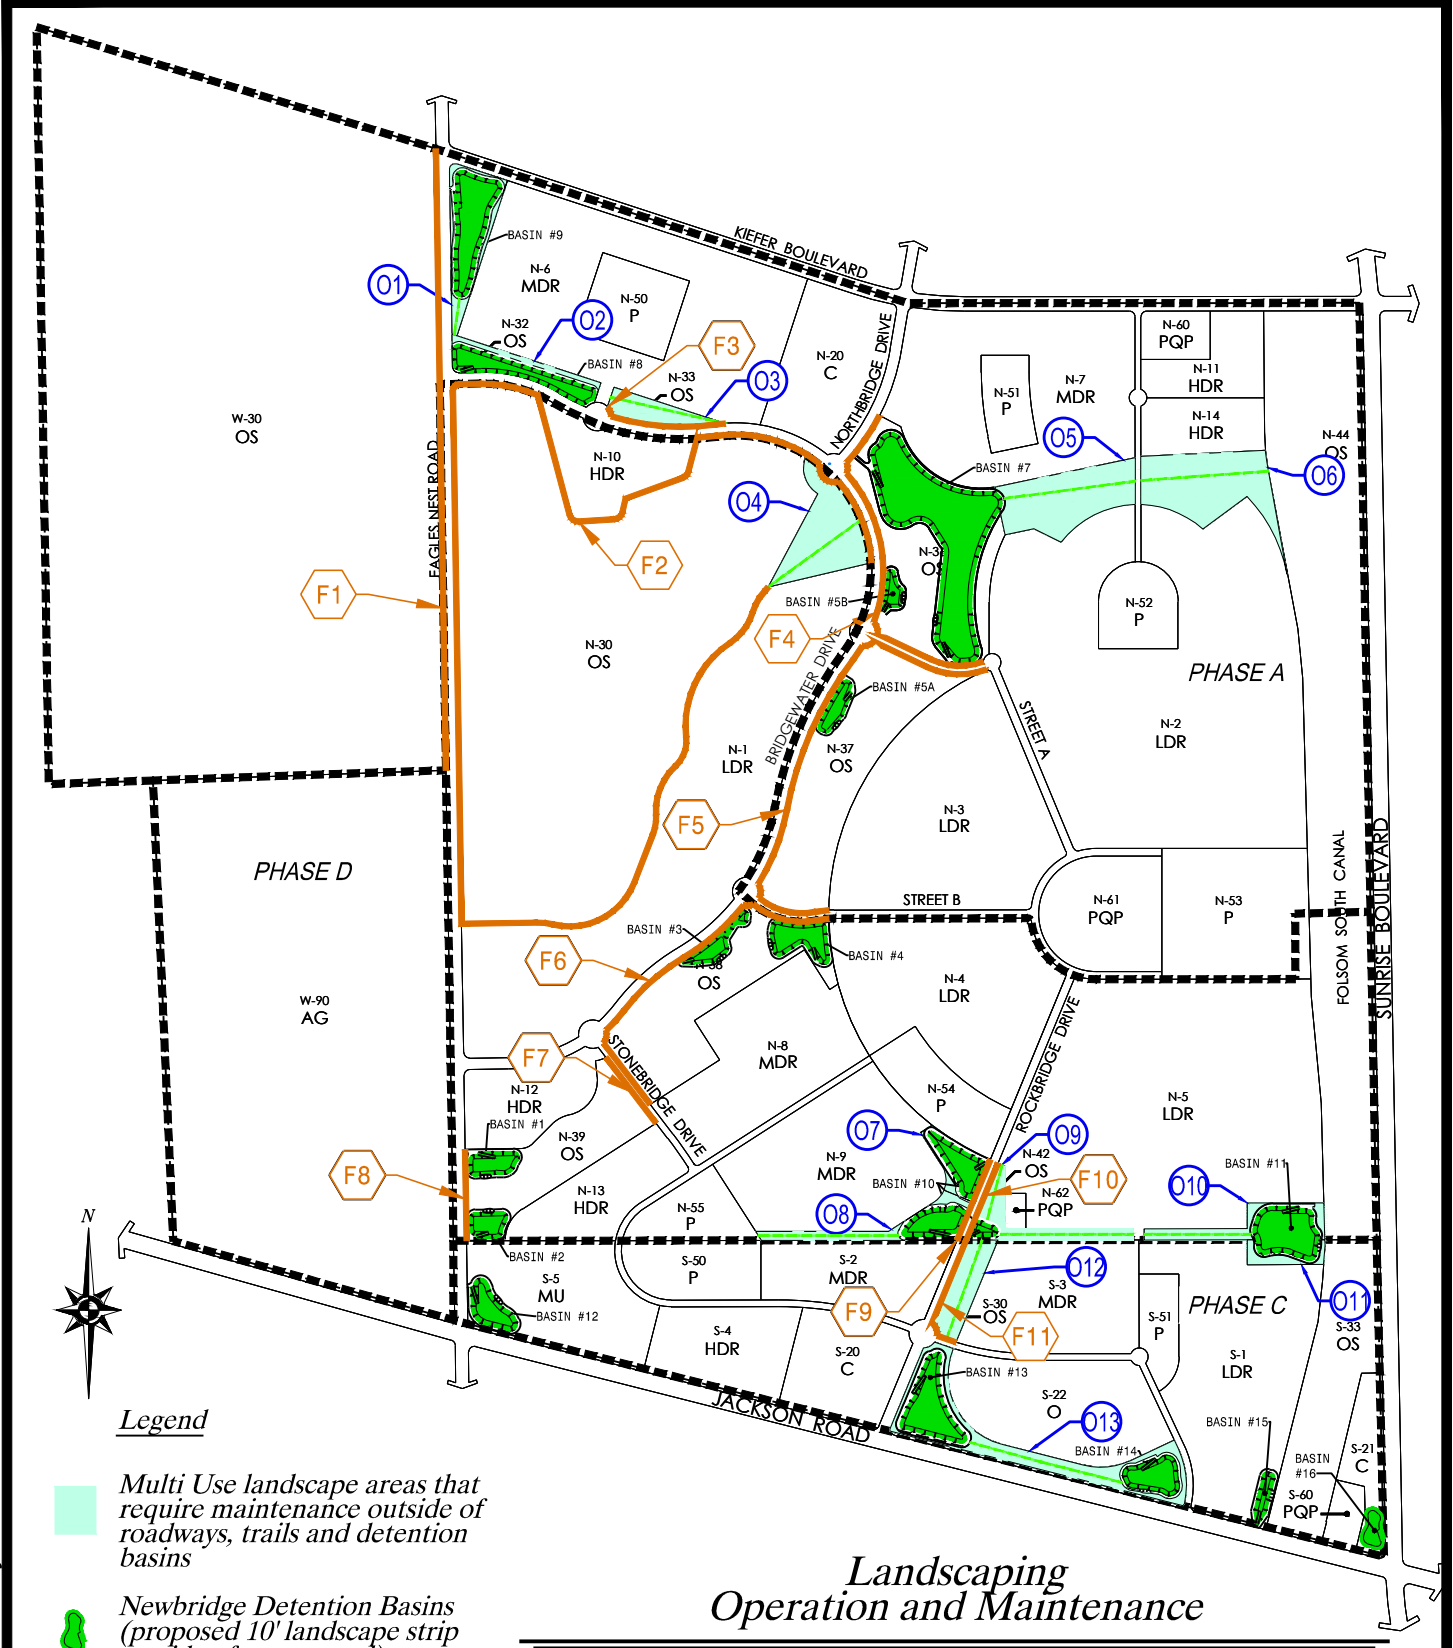 KIEFER BOULEVARD
BASIN #9
N-6
MDR
O1
N-50
P
N-32
OS
O2
BASIN #8
F3
N-33
OS
O3
N-20
C
NORTHBRIDGE DRIVE
N-60
PQP
N-11
HDR
N-7
MDR
N-51
P
N-14
HDR
W-30
OS
N-44
OS
O5
O6
N-10
HDR
BASIN #7
O4
EAGLES NEST ROAD
F2
F1
N-3
OS
BASIN #5B
N-52
P
F4
N-30
OS
PHASE A
BASIN #5A
BRIDGEWATER DRIVE
STREET A
N-2
LDR
N-1
LDR
N-37
OS
F5
N-3
LDR
PHASE D
FOLSOM SOUTH CANAL
SUNRISE BOULEVARD
STREET B
N-61
PQP
N-53
P
BASIN #3
BASIN #4
F6
N-38
OS
N-4
LDR
W-90
AG
N-8
MDR
F7
STONEBRIDGE DRIVE
ROCKBRIDGE DRIVE
N-12
HDR
N-54
P
N-5
LDR
BASIN #1
N-39
OS
O7
O9
N-9
MDR
N-42
OS
BASIN #11
F8
BASIN #10
F10
O10
N-13
HDR
N-62
PQP
N-55
P
O8
N
BASIN #2
S-50
P
S-2
MDR
O12
S-5
MU
S-3
MDR
PHASE C
O11
F9
S-30
OS
BASIN #12
F11
S-51
P
S-33
OS
S-4
HDR
S-20
C
S-1
LDR
BASIN #13
JACKSON ROAD
S-22
O
O13
BASIN #15
BASIN #14
BASIN
#16
S-21
C
S-60
PQP
Legend
Multi Use landscape areas that
require maintenance outside of
roadways, trails and detention
basins
Newbridge Detention Basins
(proposed 10' landscape strip
Landscaping
Operation and Maintenance